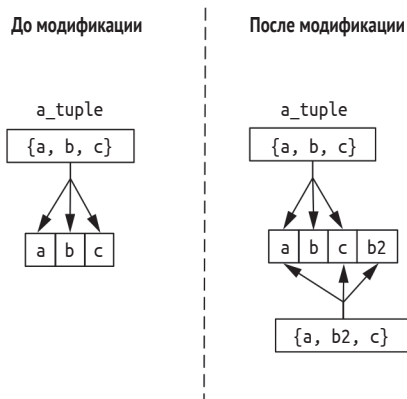 До модификации
После модификации
a_tuple
a_tuple
{a, b, c}
{a, b, c}
a b c
a b c b2
{a, b2, c}